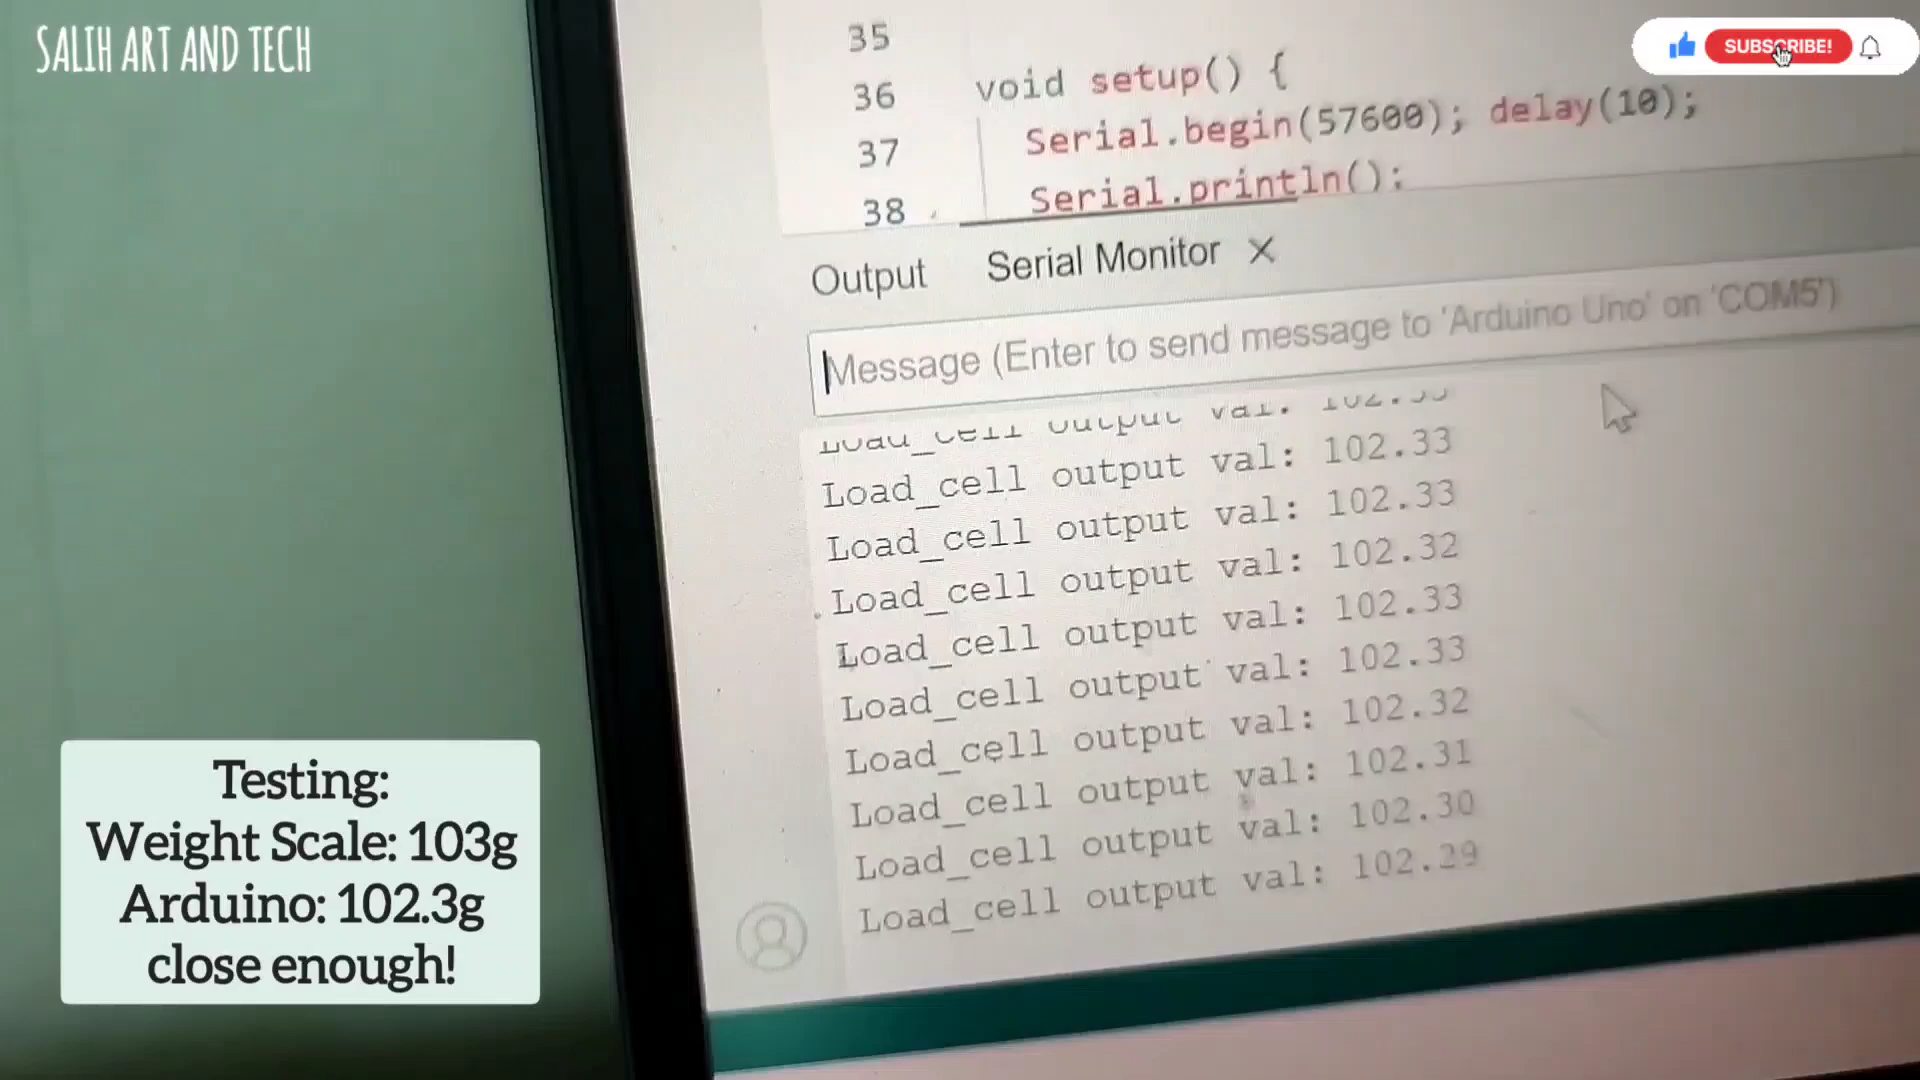 SALIH ART AND TECH
SUBSCRIBE!
35
36 void setup() {
37 Serial.begin(57600); delay(10);
38 Serial.println();
Output Serial Monitor X
Message (Enter to send message to 'Arduino Uno' on 'COM5')
Load_cell output val: 102.33
Load_cell output val: 102.33
Load_cell output val: 102.32
Load_cell output val: 102.33
Load_cell output val: 102.33
Load_cell output val: 102.32
Load_cell output val: 102.31
Load_cell output val: 102.30
Load_cell output val: 102.29
Testing:
Weight Scale: 103g
Arduino: 102.3g
close enough!